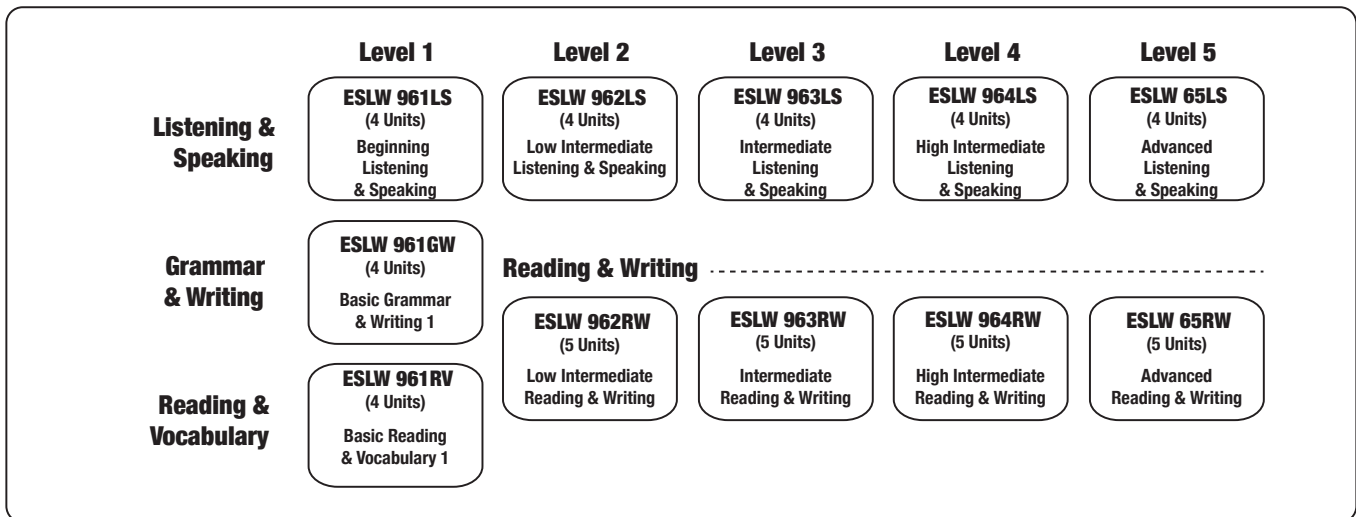 Level 1
Level 2
Level 3
Level 4
Level 5
Listening &
Speaking
ESLW 961LS
(4 Units)
Beginning
Listening
& Speaking
ESLW 962LS
(4 Units)
Low Intermediate
Listening & Speaking
ESLW 963LS
(4 Units)
Intermediate
Listening
& Speaking
ESLW 964LS
(4 Units)
High Intermediate
Listening
& Speaking
ESLW 65LS
(4 Units)
Advanced
Listening
& Speaking
Grammar
& Writing
ESLW 961GW
(4 Units)
Basic Grammar
& Writing 1
Reading & Writing
ESLW 962RW
(5 Units)
Low Intermediate
Reading & Writing
ESLW 963RW
(5 Units)
Intermediate
Reading & Writing
ESLW 964RW
(5 Units)
High Intermediate
Reading & Writing
ESLW 65RW
(5 Units)
Advanced
Reading & Writing
Reading &
Vocabulary
ESLW 961RV
(4 Units)
Basic Reading
& Vocabulary 1